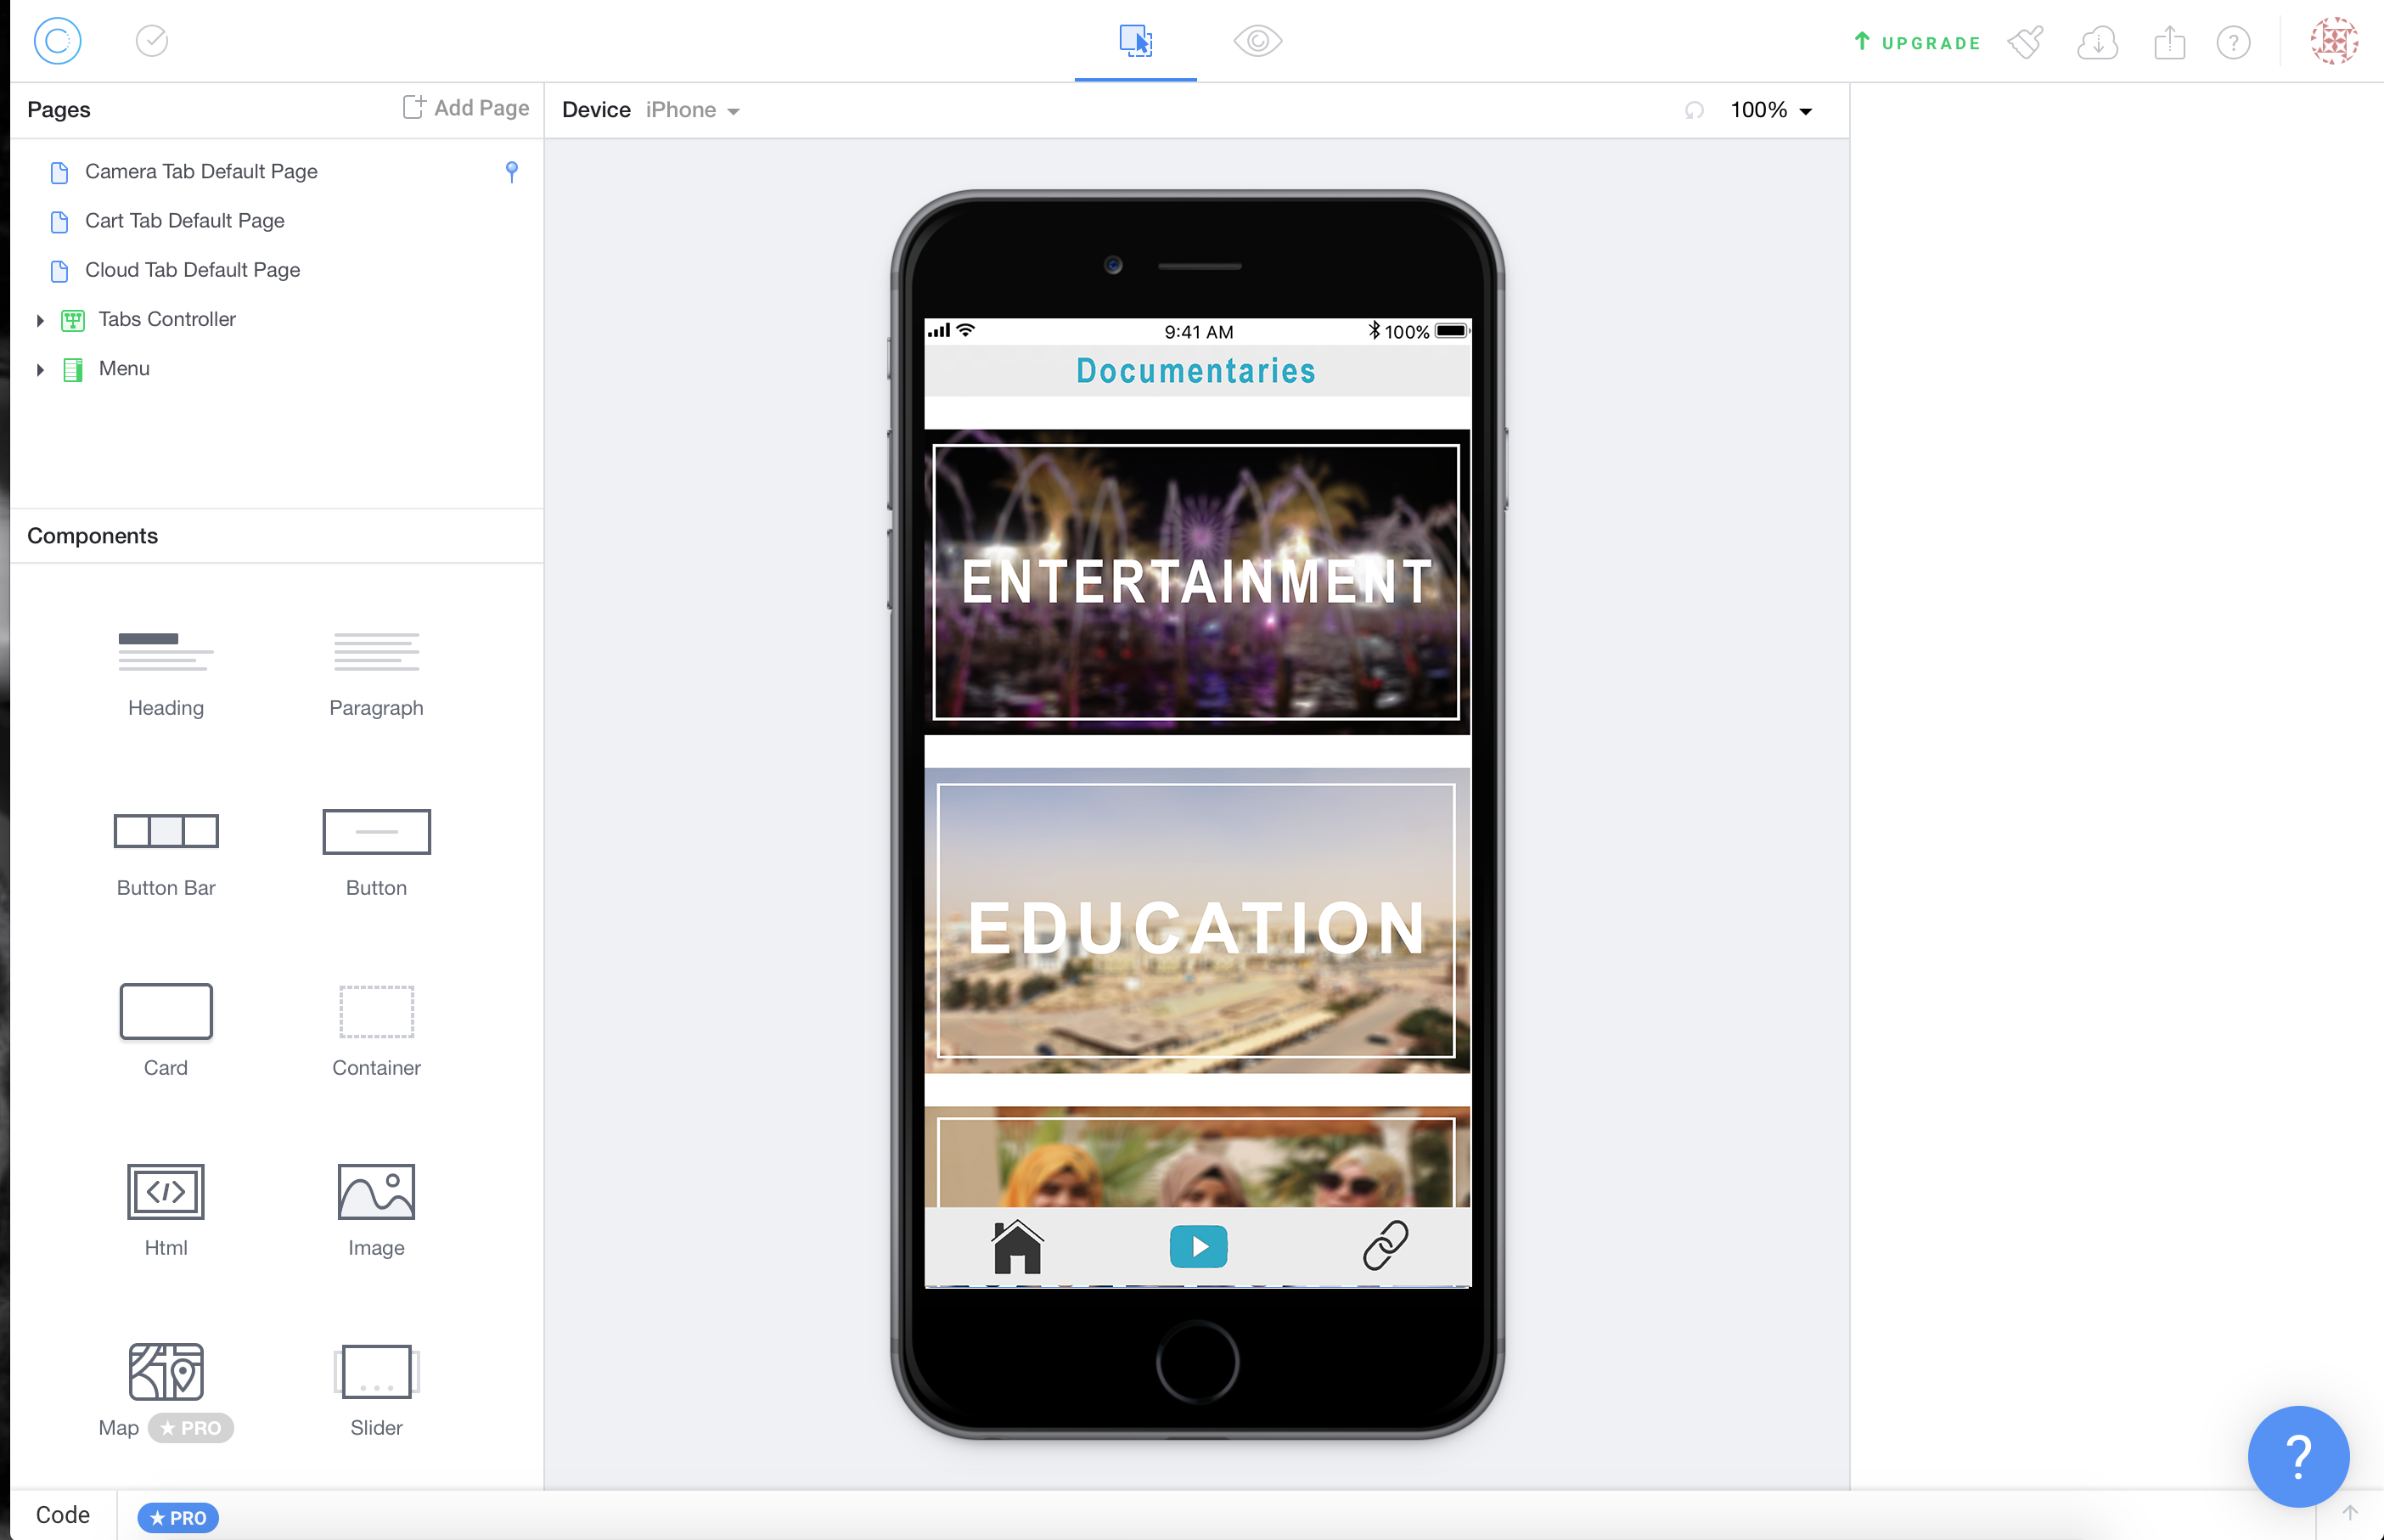 UPGRADE
?
Pages
Add Page
Device iPhone
100%
Camera Tab Default Page
Cart Tab Default Page
Cloud Tab Default Page
Tabs Controller
Menu
Components
Heading
Paragraph
Button Bar
Button
Card
Container
</>
Html
Image
Map
★ PRO
Slider
9:41 AM
100%
Documentaries
ENTERTAINMENT
EDUCATION
?
Code
★ PRO